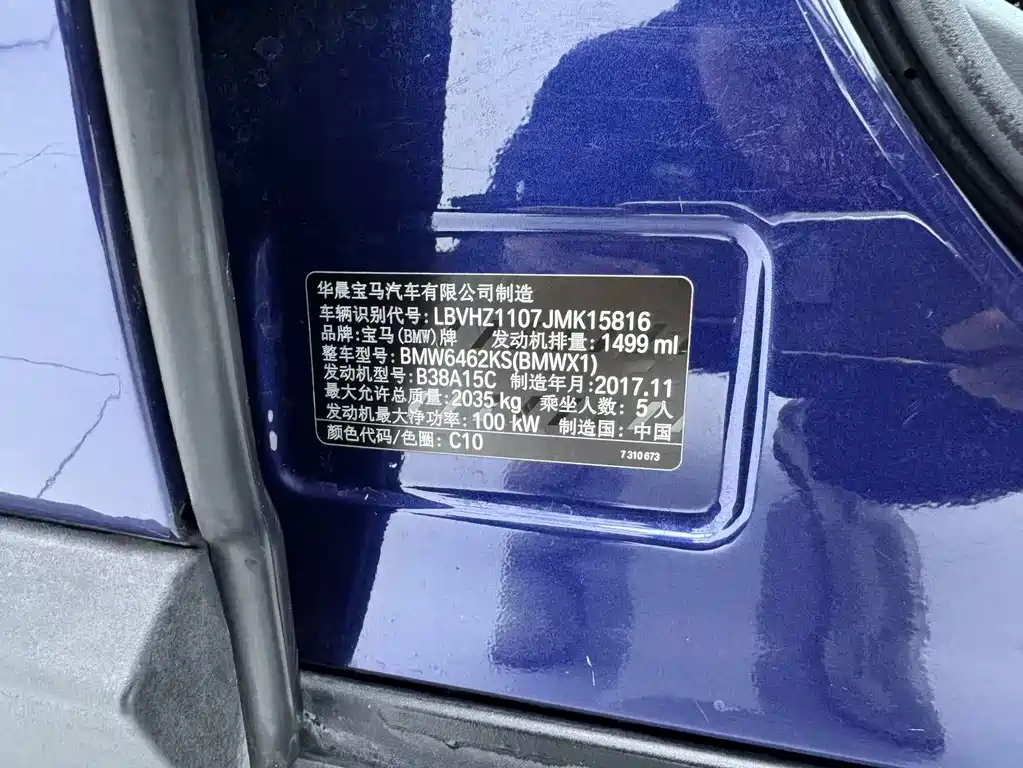 华晨宝马汽车有限公司制造
车辆识别代号: LBVHZ1107JMK15816
品牌: 宝马(BMW)牌 发动机排量: 1499 ml
整车型号: BMW6462KS(BMWX1)
发动机型号: B38A15C 制造年月: 2017.11
最大允许总质量: 2035 kg 乘坐人数: 5 人
发动机最大净功率: 100 kW 制造国: 中国
颜色代码/色圈: C10
7 310 673